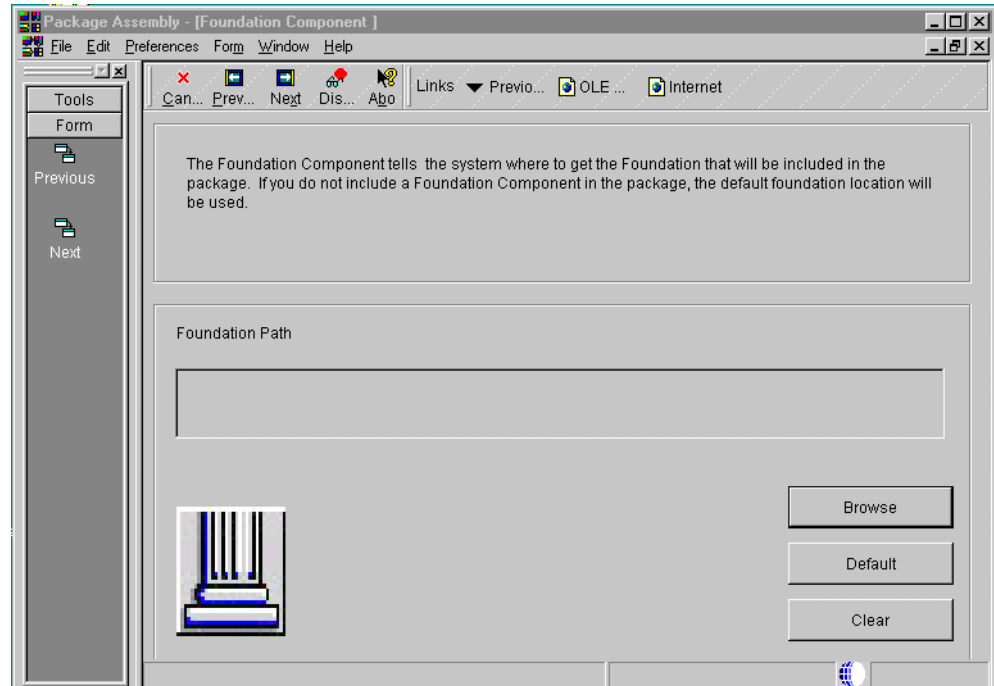 Package Assembly - [Foundation Component ]
File Edit Preferences Form Window Help
Tools
Form
Previous
Next
Can... Prev... Next Dis... Abo
Links Previo... OLE ... Internet
The Foundation Component tells the system where to get the Foundation that will be included in the
package. If you do not include a Foundation Component in the package, the default foundation location will
be used.
Foundation Path
Browse
Default
Clear